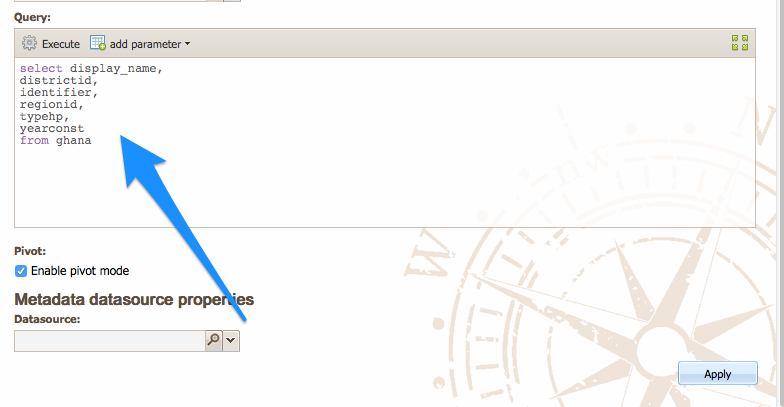 Query:
Execute add parameter
select display_name,
districtid,
identifier,
regionid,
typehp,
yearconst
from ghana
Pivot:
Enable pivot mode
Metadata datasource properties
Datasource:
Apply
W
nw